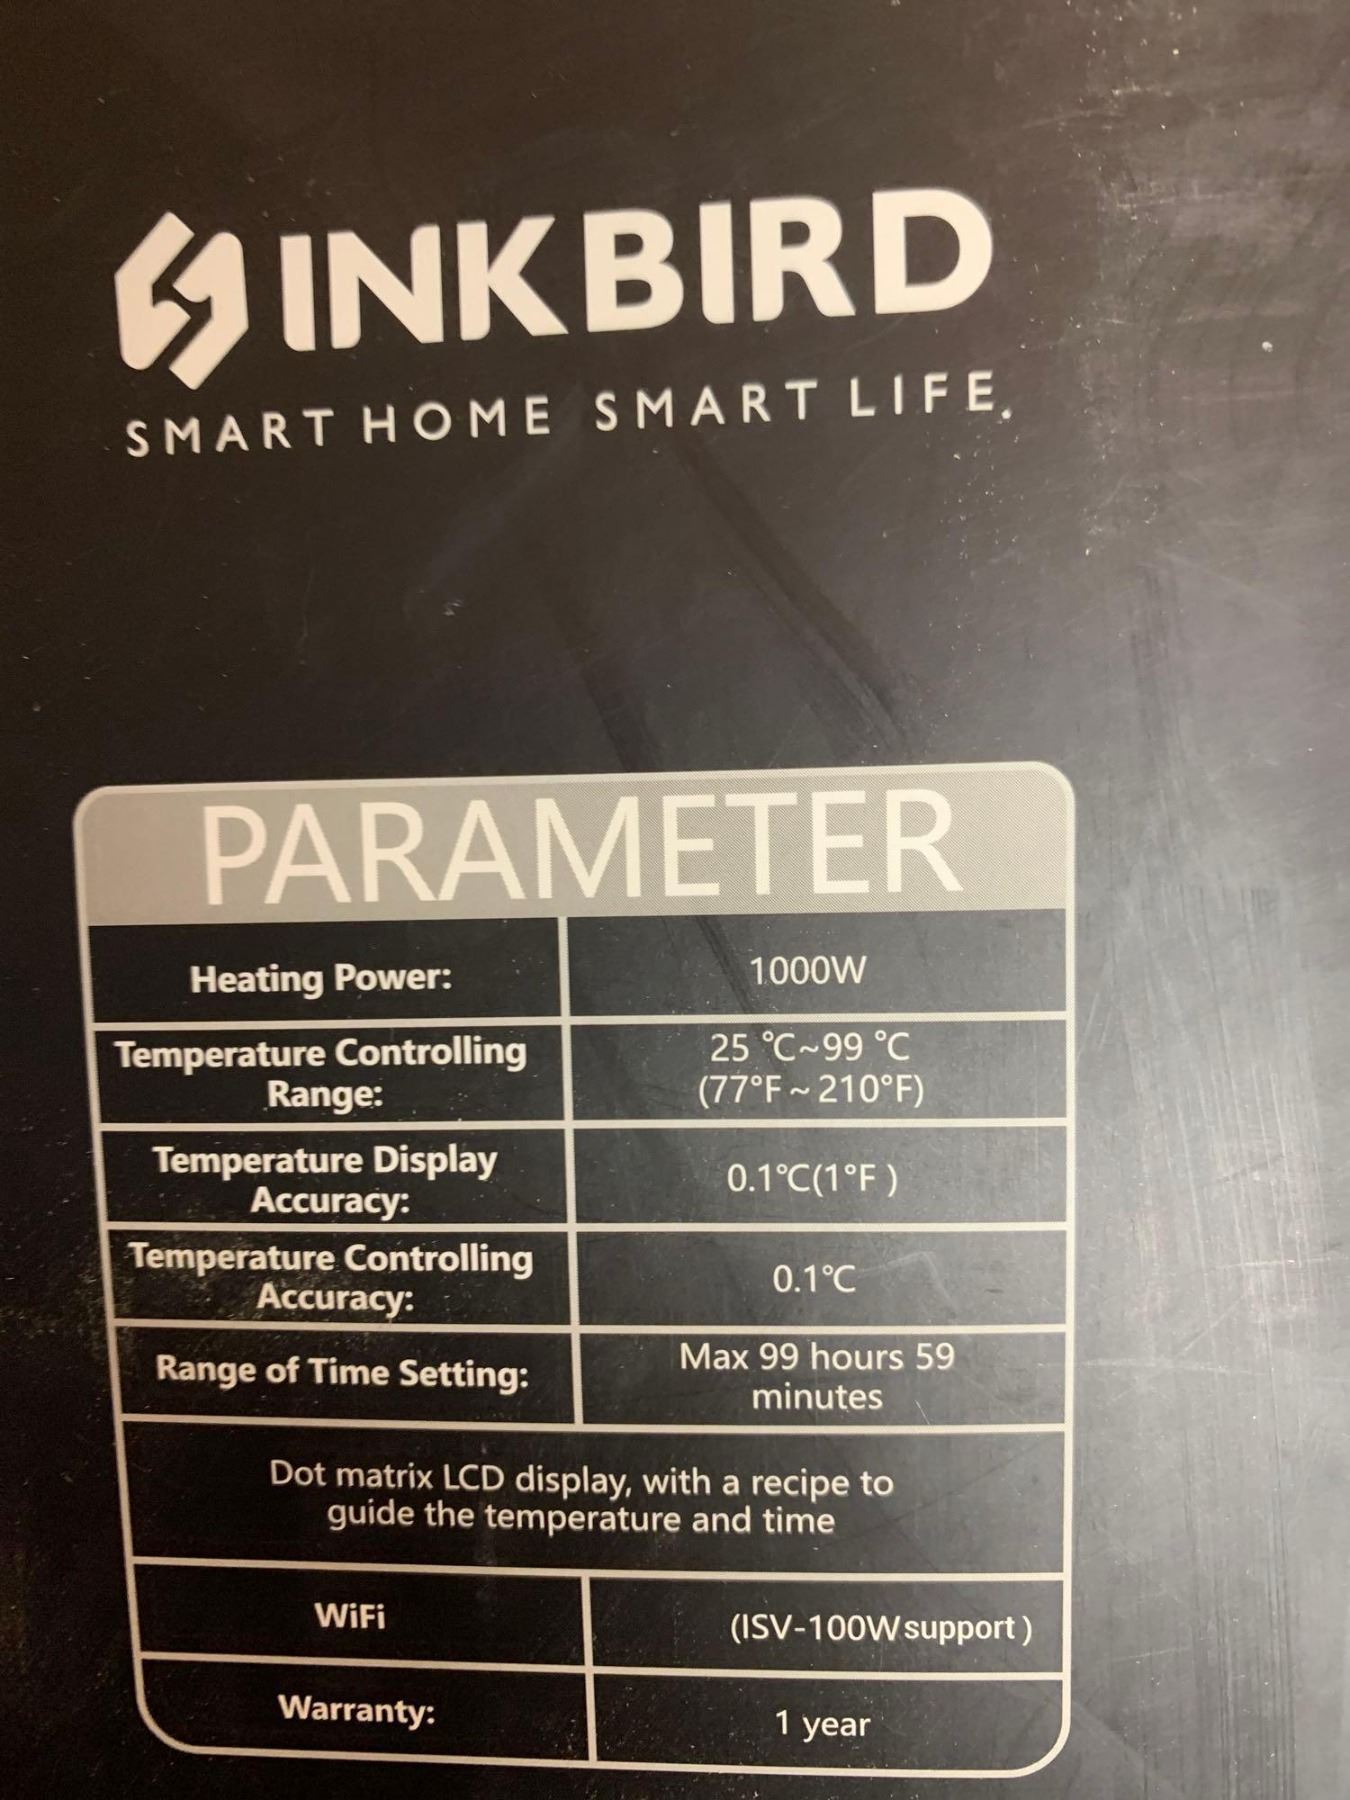 INKBIRD
SMART HOME SMART LIFE.
PARAMETER
Heating Power:
1000W
Temperature Controlling
Range:
25 °C~99 °C
(77°F ~ 210°F)
Temperature Display
Accuracy:
0.1°C(1°F )
Temperature Controlling
Accuracy:
0.1°C
Range of Time Setting:
Max 99 hours 59
minutes
Dot matrix LCD display, with a recipe to
guide the temperature and time
WiFi
(ISV-100W support )
Warranty:
1 year